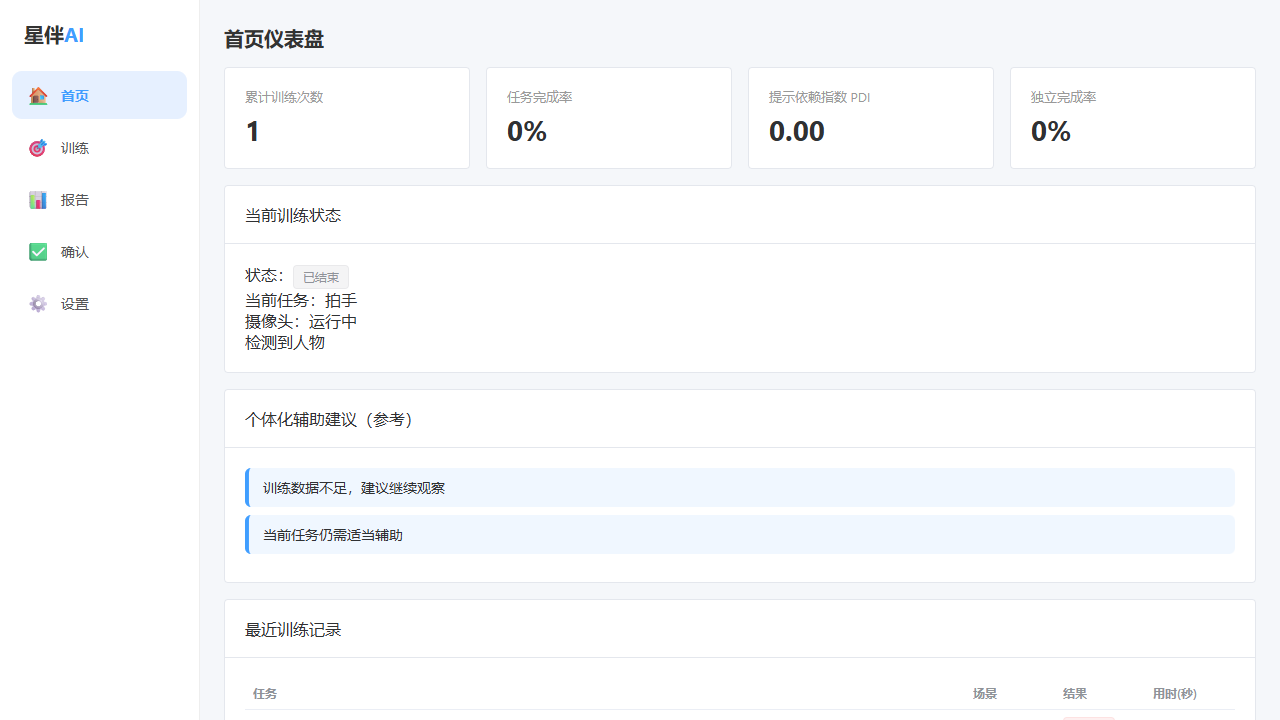 星伴AI
首页
训练
报告
确认
设置
首页仪表盘
累计训练次数
1
任务完成率
0%
提示依赖指数 PDI
0.00
独立完成率
0%
当前训练状态
状态： 已结束
当前任务：拍手
摄像头：运行中
检测到人物
个体化辅助建议（参考）
训练数据不足，建议继续观察
当前任务仍需适当辅助
最近训练记录
任务 场景 结果 用时(秒)